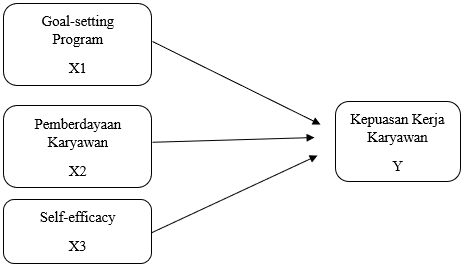 Goal-setting
Program
X1
Pemberdayaan
Karyawan
X2
Self-efficacy
X3
Kepuasan Kerja
Karyawan
Y